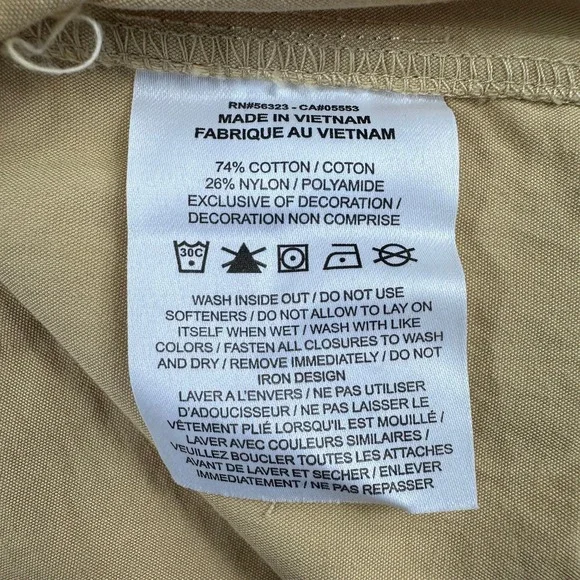 RN#56323 - CA#05553
MADE IN VIETNAM
FABRIQUE AU VIETNAM
74% COTTON / COTON
26% NYLON / POLYAMIDE
EXCLUSIVE OF DECORATION /
DECORATION NON COMPRISE
30C
WASH INSIDE OUT / DO NOT USE
SOFTENERS / DO NOT ALLOW TO LAY ON
ITSELF WHEN WET / WASH WITH LIKE
COLORS / FASTEN ALL CLOSURES TO WASH
AND DRY / REMOVE IMMEDIATELY / DO NOT
IRON DESIGN
LAVER A L'ENVERS / NE PAS UTILISER
D'ADOUCISSEUR / NE PAS LAISSER LE
VÊTEMENT PLIÉ LORSQU'IL EST MOUILLÉ /
LAVER AVEC COULEURS SIMILAIRES /
VEUILLEZ BOUCLER TOUTES LES ATTACHES
AVANT DE LAVER ET SECHER / ENLEVER
IMMEDIATEMENT / NE PAS REPASSER